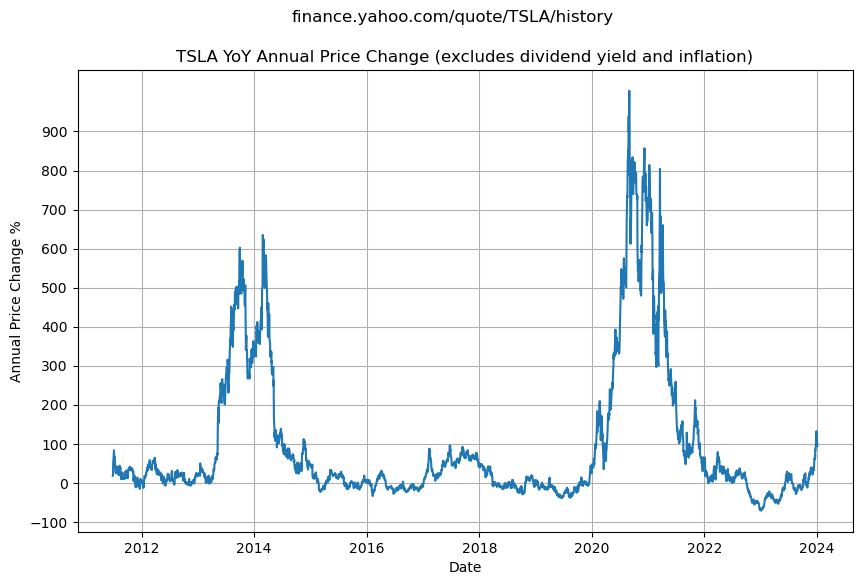 finance.yahoo.com/quote/TSLA/history
TSLA YoY Annual Price Change (excludes dividend yield and inflation)
Annual Price Change %
900
800
700
600
500
400
300
200
100
0
−100
2012 2014 2016 2018 2020 2022 2024
Date